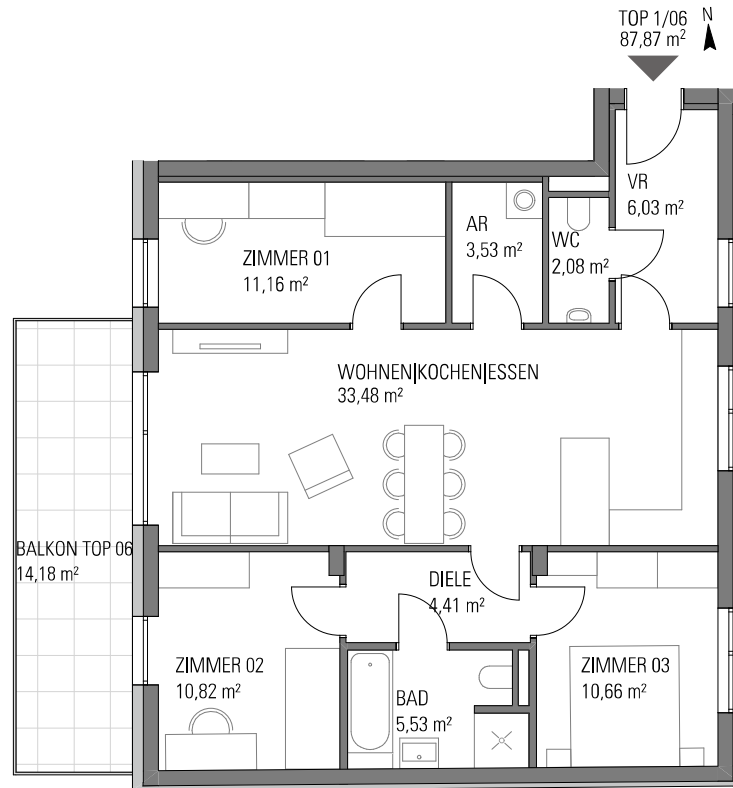 TOP 1/06
87,87 m²
N
VR
6,03 m²
AR
3,53 m²
WC
2,08 m²
ZIMMER 01
11,16 m²
WOHNEN|KOCHEN|ESSEN
33,48 m²
BALKON TOP 06
14,18 m²
DIELE
4,41 m²
ZIMMER 02
10,82 m²
BAD
5,53 m²
ZIMMER 03
10,66 m²